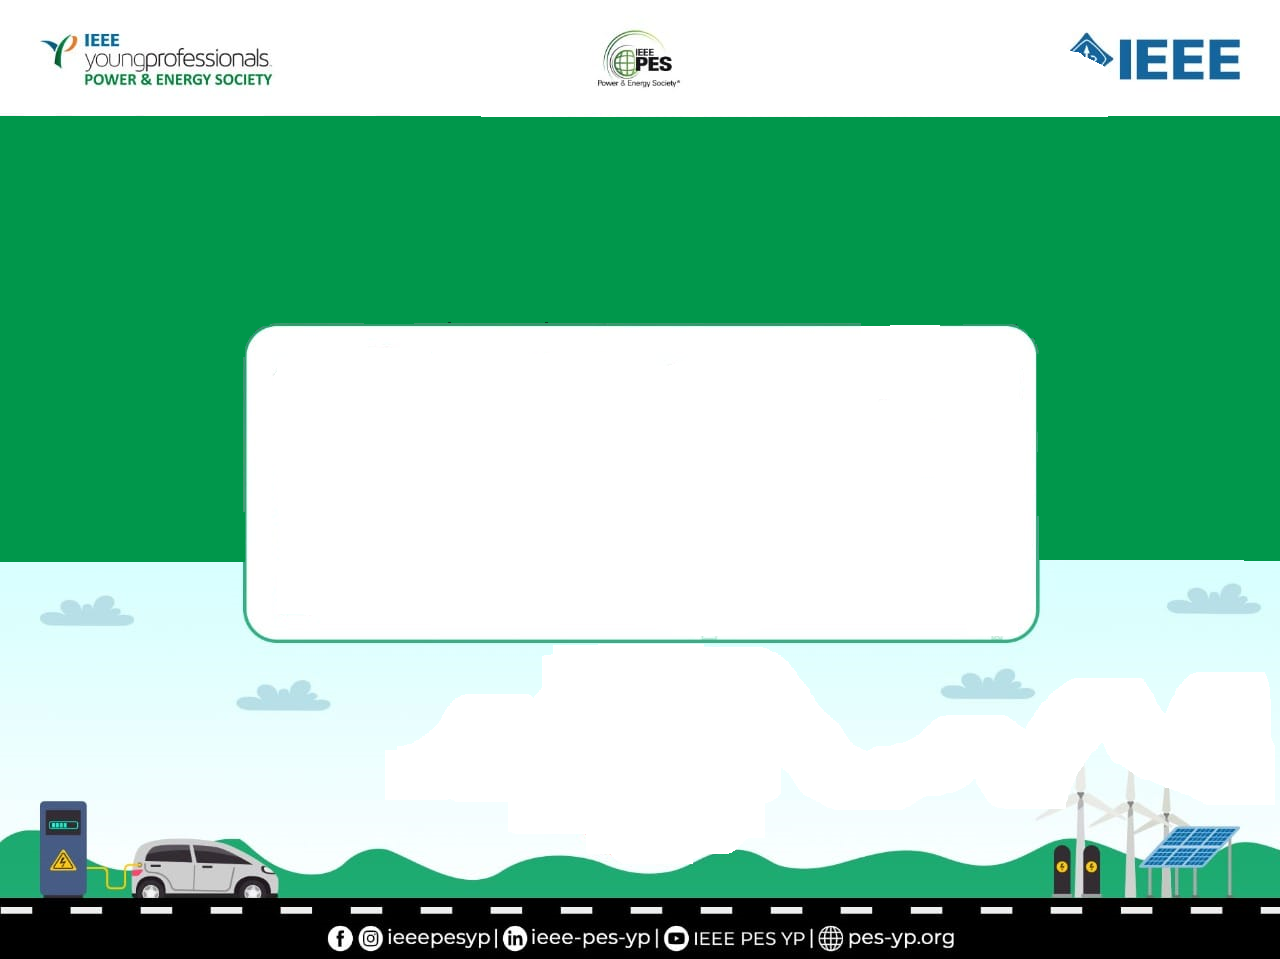 IEEE
youngprofessionals
POWER & ENERGY SOCIETY
IEEE
PES
Power & Energy Society®
IEEE
ieeepesyp | ieee-pes-yp | IEEE PES YP | pes-yp.org